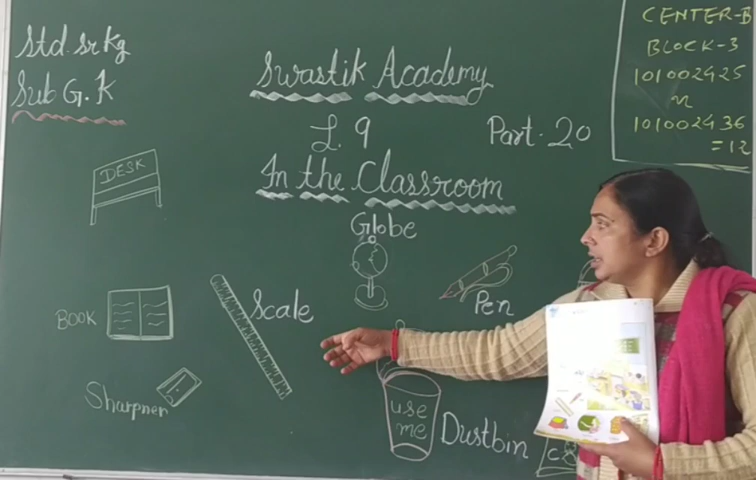 Std. Sr Kg
Sub G. K
Swastik Academy
L. 9
Part - 20
In the Classroom
CENTER-B
BLOCK-3
101002425
101002436
=12
DESK
Globe
Pen
BOOK
Scale
Sharpner
use
me
Dustbin